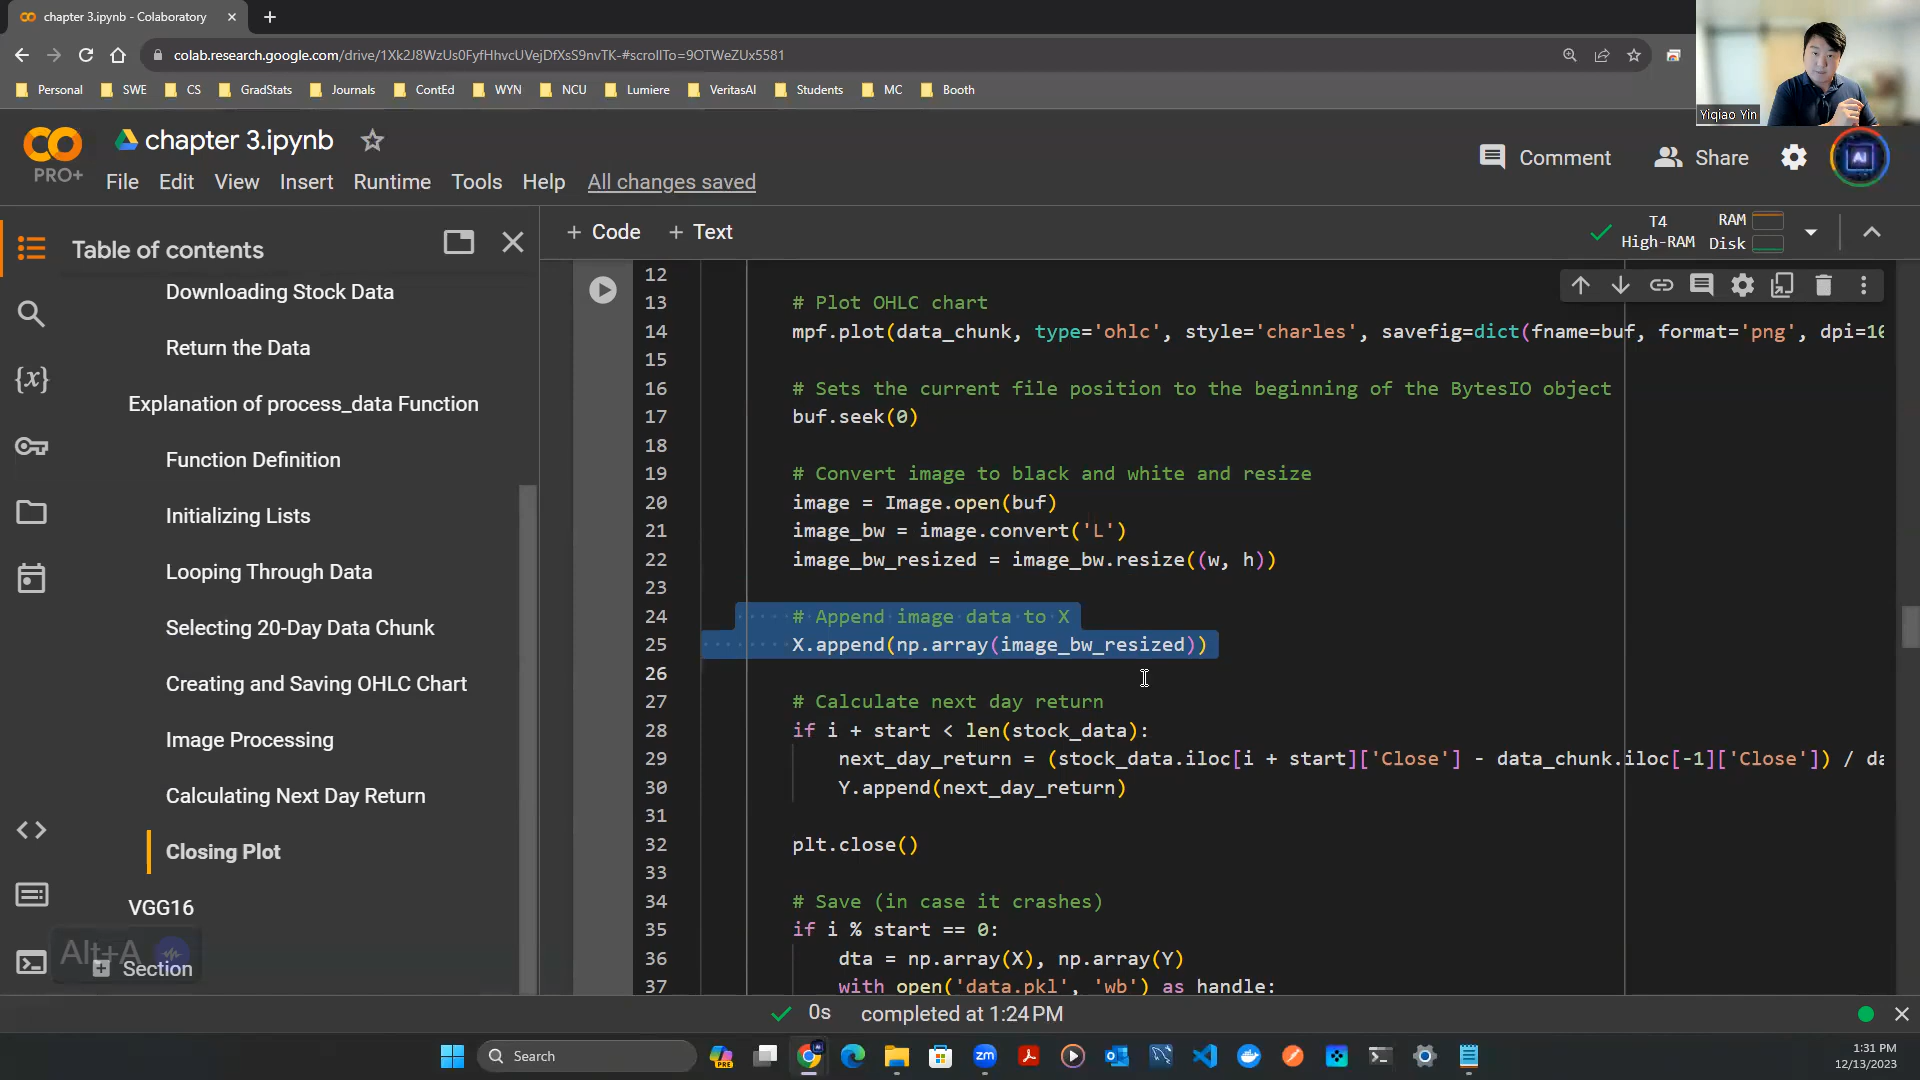 chapter 3.ipynb - Colaboratory
colab.research.google.com/drive/1Xk2J8WzUs0FyfHhvcUVejDfXsS9nvTK-#scrollTo=9OTWeZUx5581
Personal SWE CS GradStats Journals ContEd WYN NCU Lumiere VeritasAI Students MC Booth
Yiqiao Yin
chapter 3.ipynb
PRO+
File Edit View Insert Runtime Tools Help All changes saved
Comment Share AI
Table of contents
+ Code + Text
T4 RAM
High-RAM Disk
Downloading Stock Data
Return the Data
Explanation of process_data Function
Function Definition
Initializing Lists
Looping Through Data
Selecting 20-Day Data Chunk
Creating and Saving OHLC Chart
Image Processing
Calculating Next Day Return
Closing Plot
VGG16
Section
Alt+A
12
13 # Plot OHLC chart
14 mpf.plot(data_chunk, type='ohlc', style='charles', savefig=dict(fname=buf, format='png', dpi=10
15
16 # Sets the current file position to the beginning of the BytesIO object
17 buf.seek(0)
18
19 # Convert image to black and white and resize
20 image = Image.open(buf)
21 image_bw = image.convert('L')
22 image_bw_resized = image_bw.resize((w, h))
23
24 # Append image data to X
25 X.append(np.array(image_bw_resized))
26
27 # Calculate next day return
28 if i + start < len(stock_data):
29 next_day_return = (stock_data.iloc[i + start]['Close'] - data_chunk.iloc[-1]['Close']) / da
30 Y.append(next_day_return)
31
32 plt.close()
33
34 # Save (in case it crashes)
35 if i % start == 0:
36 dta = np.array(X), np.array(Y)
37 with open('data.pkl', 'wb') as handle:
0s completed at 1:24 PM
Search
1:31 PM
12/13/2023